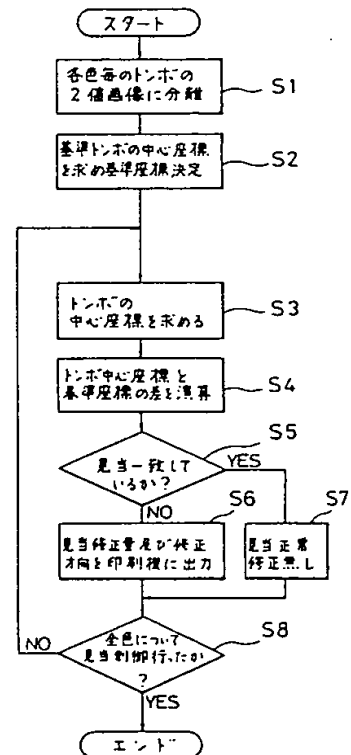 スタート
各色毎のトンボの
2値画像に分離
S1
基準トンボの中心座標
を求め基準座標決定
S2
トンボの
中心座標を求める
S3
トンボ中心座標と
基準座標の差を演算
S4
見当一致して
いるか?
S5
YES
NO
S6
見当修正量及び修正
方向を印刷機に出力
S7
見当正常
修正無し
全色について
見当制御行ったか
?
S8
NO
YES
エンド